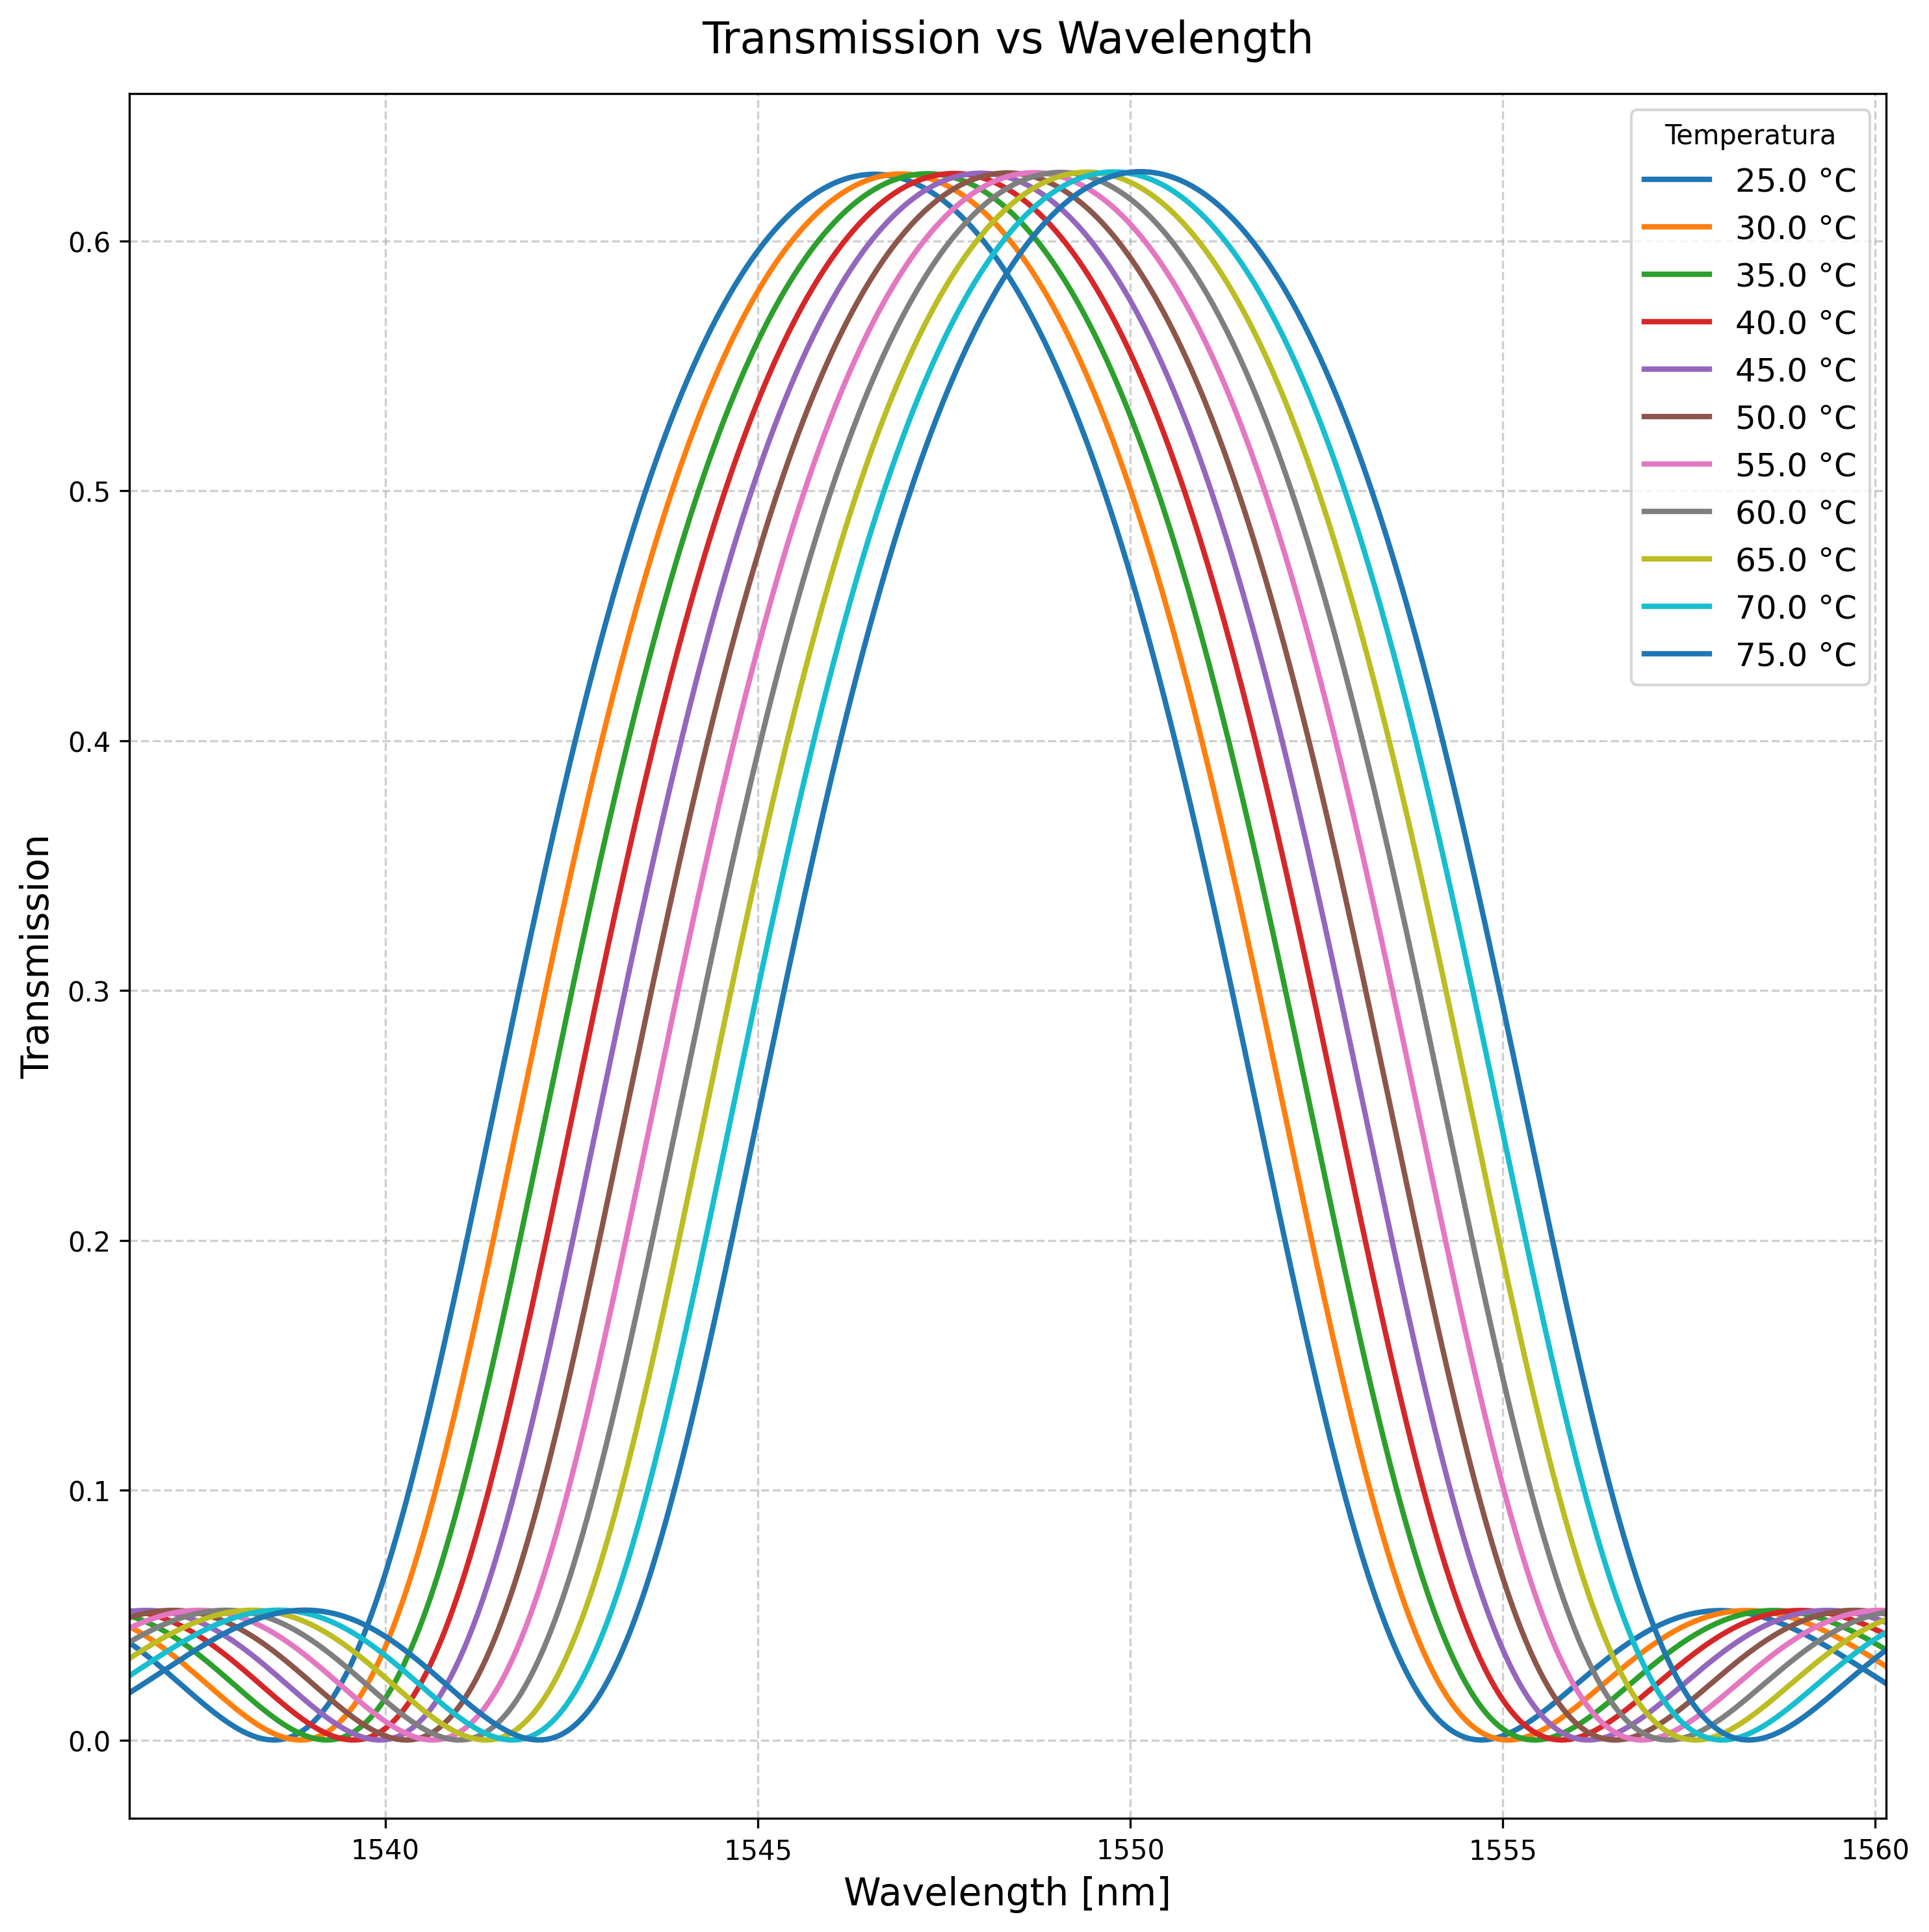 Transmission vs Wavelength
Temperatura
25.0 °C
30.0 °C
35.0 °C
40.0 °C
45.0 °C
50.0 °C
55.0 °C
60.0 °C
65.0 °C
70.0 °C
75.0 °C
Transmission
0.6
0.5
0.4
0.3
0.2
0.1
0.0
1540
1545
1550
1555
1560
Wavelength [nm]